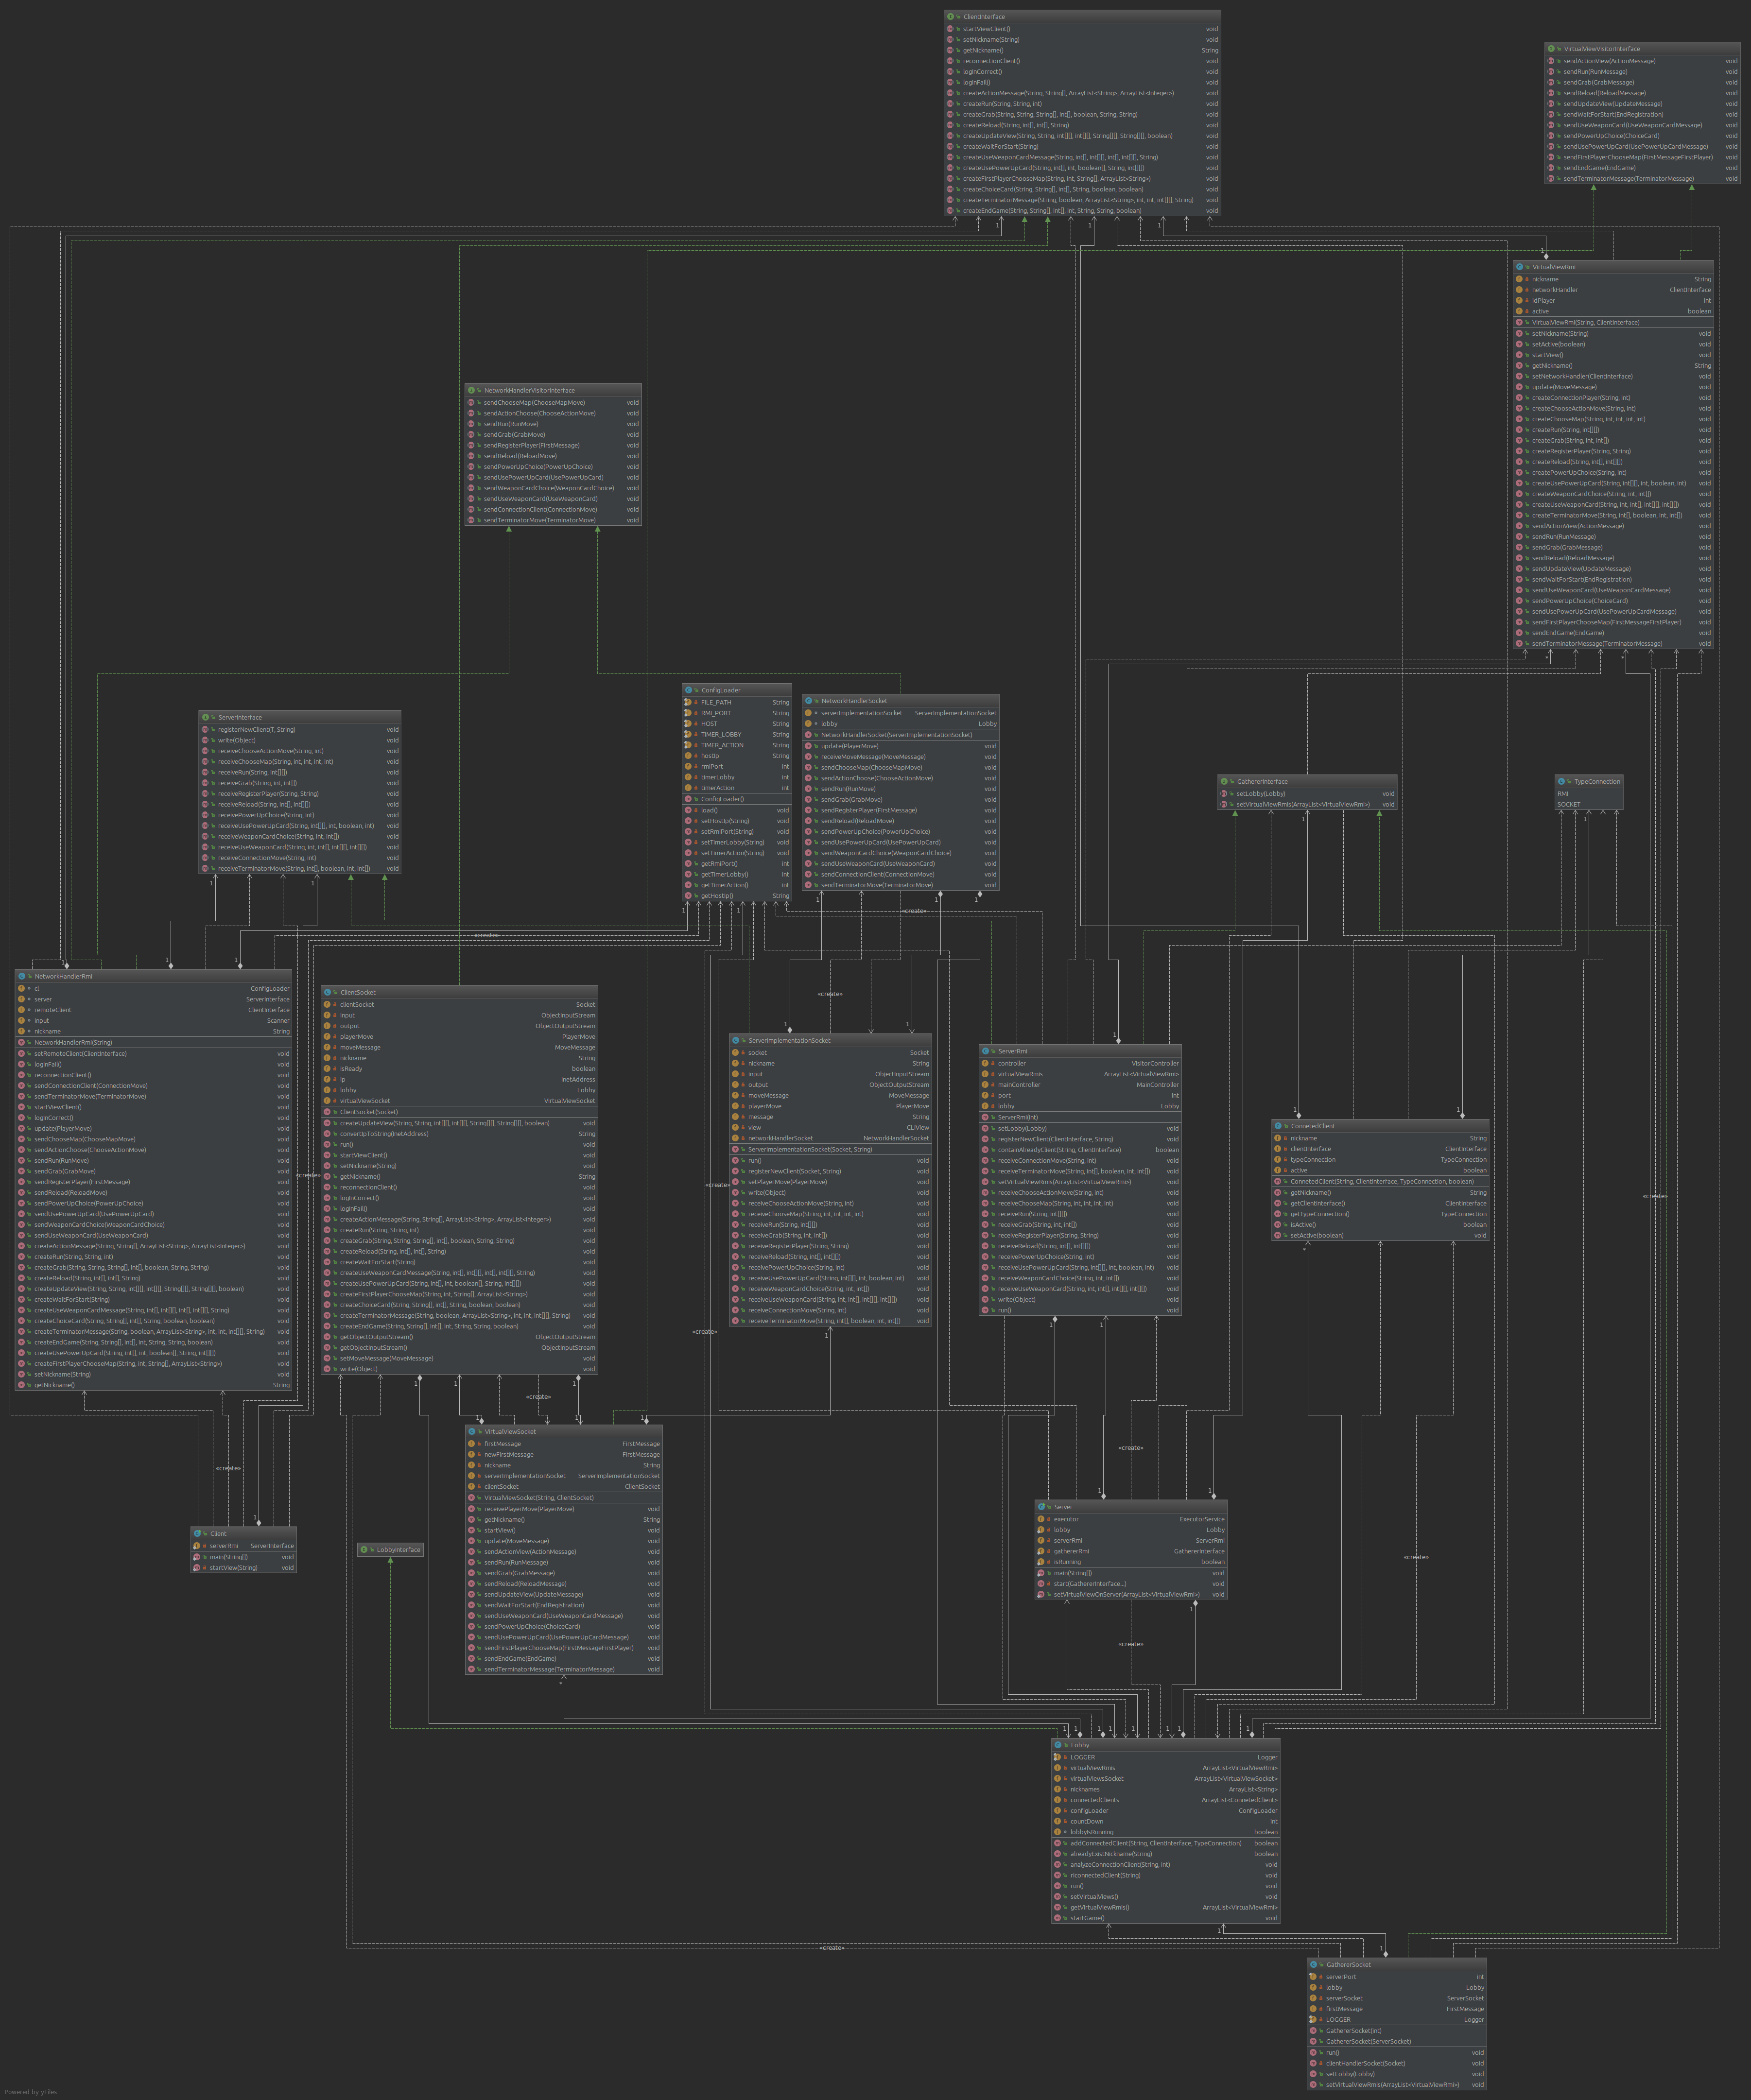 ClientInterface
startViewClient() void
setNickname(String) void
getNickname() String
reconnectionClient() void
loginCorrect() void
loginFail() void
createActionMessage(String, String[], ArrayList<String>, ArrayList<Integer>) void
createRun(String, String, int) void
createGrab(String, String, String[], int[], boolean, String, String) void
createReload(String, int[], int[], String) void
createUpdateView(String, String, int[][], int[][], String[][], String[][], boolean) void
createWaitForStart(String) void
createUseWeaponCardMessage(String, int[], int[][], int[], int[][], String) void
createUsePowerUpCard(String, int[], int, boolean[], String, int[][]) void
createFirstPlayerChooseMap(String, int, String[], ArrayList<String>) void
createChoiceCard(String, String[], int[], String, boolean, boolean) void
createTerminatorMessage(String, boolean, ArrayList<String>, int, int, int[][], String) void
createEndGame(String, String[], int[], int, String, String, boolean) void
VirtualViewVisitorInterface
sendActionView(ActionMessage) void
sendRun(RunMessage) void
sendGrab(GrabMessage) void
sendReload(ReloadMessage) void
sendUpdateView(UpdateMessage) void
sendWaitForStart(EndRegistration) void
sendUseWeaponCard(UseWeaponCardMessage) void
sendPowerUpChoice(ChoiceCard) void
sendUsePowerUpCard(UsePowerUpCardMessage) void
sendFirstPlayerChooseMap(FirstMessageFirstPlayer) void
sendEndGame(EndGame) void
sendTerminatorMessage(TerminatorMessage) void
VirtualViewRmi
nickname String
networkHandler ClientInterface
idPlayer int
active boolean
VirtualViewRmi(String, ClientInterface)
setNickname(String) void
setActive(boolean) void
startView() void
getNickname() String
setNetworkHandler(ClientInterface) void
update(MoveMessage) void
createConnectionPlayer(String, int) void
createChooseActionMove(String, int) void
createChooseMap(String, int, int, int, int) void
createRun(String, int[][]) void
createGrab(String, int, int[]) void
createRegisterPlayer(String, String) void
createReload(String, int[], int[][]) void
createPowerUpChoice(String, int) void
createUsePowerUpCard(String, int[][], int, boolean, int) void
createWeaponCardChoice(String, int, int[]) void
createUseWeaponCard(String, int, int[], int[][], int[][]) void
createTerminatorMove(String, int[], boolean, int, int[]) void
sendActionView(ActionMessage) void
sendRun(RunMessage) void
sendGrab(GrabMessage) void
sendReload(ReloadMessage) void
sendUpdateView(UpdateMessage) void
sendWaitForStart(EndRegistration) void
sendUseWeaponCard(UseWeaponCardMessage) void
sendPowerUpChoice(ChoiceCard) void
sendUsePowerUpCard(UsePowerUpCardMessage) void
sendFirstPlayerChooseMap(FirstMessageFirstPlayer) void
sendEndGame(EndGame) void
sendTerminatorMessage(TerminatorMessage) void
NetworkHandlerVisitorInterface
sendChooseMap(ChooseMapMove) void
sendActionChoose(ChooseActionMove) void
sendRun(RunMove) void
sendGrab(GrabMove) void
sendRegisterPlayer(FirstMessage) void
sendReload(ReloadMove) void
sendPowerUpChoice(PowerUpChoice) void
sendUsePowerUpCard(UsePowerUpCard) void
sendWeaponCardChoice(WeaponCardChoice) void
sendUseWeaponCard(UseWeaponCard) void
sendConnectionClient(ConnectionMove) void
sendTerminatorMove(TerminatorMove) void
ServerInterface
registerNewClient(T, String) void
write(Object) void
receiveChooseActionMove(String, int) void
receiveChooseMap(String, int, int, int, int) void
receiveRun(String, int[][]) void
receiveGrab(String, int, int[]) void
receiveRegisterPlayer(String, String) void
receiveReload(String, int[], int[][]) void
receivePowerUpChoice(String, int) void
receiveUsePowerUpCard(String, int[][], int, boolean, int) void
receiveWeaponCardChoice(String, int, int[]) void
receiveUseWeaponCard(String, int, int[], int[][], int[][]) void
receiveConnectionMove(String, int) void
receiveTerminatorMove(String, int[], boolean, int, int[]) void
ConfigLoader
FILE_PATH String
RMI_PORT String
HOST String
TIMER_LOBBY String
TIMER_ACTION String
hostIp String
rmiPort int
timerLobby int
timerAction int
ConfigLoader()
load() void
setHostIp(String) void
setRmiPort(String) void
setTimerLobby(String) void
setTimerAction(String) void
getRmiPort() int
getTimerLobby() int
getTimerAction() int
getHostIp() String
NetworkHandlerSocket
serverImplementationSocket ServerImplementationSocket
lobby Lobby
NetworkHandlerSocket(ServerImplementationSocket)
update(PlayerMove) void
receiveMoveMessage(MoveMessage) void
sendChooseMap(ChooseMapMove) void
sendActionChoose(ChooseActionMove) void
sendRun(RunMove) void
sendGrab(GrabMove) void
sendRegisterPlayer(FirstMessage) void
sendReload(ReloadMove) void
sendPowerUpChoice(PowerUpChoice) void
sendUsePowerUpCard(UsePowerUpCard) void
sendWeaponCardChoice(WeaponCardChoice) void
sendUseWeaponCard(UseWeaponCard) void
sendConnectionClient(ConnectionMove) void
sendTerminatorMove(TerminatorMove) void
GathererInterface
setLobby(Lobby) void
setVirtualViewRmis(ArrayList<VirtualViewRmi>) void
TypeConnection
RMI
SOCKET
«create»
«create»
«create»
NetworkHandlerRmi
cl ConfigLoader
server ServerInterface
remoteClient ClientInterface
input Scanner
nickname String
NetworkHandlerRmi(String)
setRemoteClient(ClientInterface) void
loginFail() void
reconnectionClient() void
sendConnectionClient(ConnectionMove) void
sendTerminatorMove(TerminatorMove) void
startViewClient() void
loginCorrect() void
update(PlayerMove) void
sendChooseMap(ChooseMapMove) void
sendActionChoose(ChooseActionMove) void
sendRun(RunMove) void
sendGrab(GrabMove) void
sendRegisterPlayer(FirstMessage) void
sendReload(ReloadMove) void
sendPowerUpChoice(PowerUpChoice) void
sendUsePowerUpCard(UsePowerUpCard) void
sendWeaponCardChoice(WeaponCardChoice) void
sendUseWeaponCard(UseWeaponCard) void
createActionMessage(String, String[], ArrayList<String>, ArrayList<Integer>) void
createRun(String, String, int) void
createGrab(String, String, String[], int[], boolean, String, String) void
createReload(String, int[], int[], String) void
createUpdateView(String, String, int[][], int[][], String[][], String[][], boolean) void
createWaitForStart(String) void
createUseWeaponCardMessage(String, int[], int[][], int[], int[][], String) void
createChoiceCard(String, String[], int[], String, boolean, boolean) void
createTerminatorMessage(String, boolean, ArrayList<String>, int, int, int[][], String) void
createEndGame(String, String[], int[], int, String, String, boolean) void
createUsePowerUpCard(String, int[], int, boolean[], String, int[][]) void
createFirstPlayerChooseMap(String, int, String[], ArrayList<String>) void
setNickname(String) void
getNickname() String
«create»
ClientSocket
clientSocket Socket
input ObjectInputStream
output ObjectOutputStream
playerMove PlayerMove
moveMessage MoveMessage
nickname String
isReady boolean
ip InetAddress
lobby Lobby
virtualViewSocket VirtualViewSocket
ClientSocket(Socket)
createUpdateView(String, String, int[][], int[][], String[][], String[][], boolean) void
convertIpToString(InetAddress) String
run() void
startViewClient() void
setNickname(String) void
getNickname() String
reconnectionClient() void
loginCorrect() void
loginFail() void
createActionMessage(String, String[], ArrayList<String>, ArrayList<Integer>) void
createRun(String, String, int) void
createGrab(String, String, String[], int[], boolean, String, String) void
createReload(String, int[], int[], String) void
createWaitForStart(String) void
createUseWeaponCardMessage(String, int[], int[][], int[], int[][], String) void
createUsePowerUpCard(String, int[], int, boolean[], String, int[][]) void
createFirstPlayerChooseMap(String, int, String[], ArrayList<String>) void
createChoiceCard(String, String[], int[], String, boolean, boolean) void
createTerminatorMessage(String, boolean, ArrayList<String>, int, int, int[][], String) void
createEndGame(String, String[], int[], int, String, String, boolean) void
getObjectOutputStream() ObjectOutputStream
getObjectInputStream() ObjectInputStream
setMoveMessage(MoveMessage) void
write(Object) void
«create»
«create»
ServerImplementationSocket
socket Socket
nickname String
input ObjectInputStream
output ObjectOutputStream
moveMessage MoveMessage
playerMove PlayerMove
message String
view CLIView
networkHandlerSocket NetworkHandlerSocket
ServerImplementationSocket(Socket, String)
run() void
registerNewClient(Socket, String) void
setPlayerMove(PlayerMove) void
write(Object) void
receiveChooseActionMove(String, int) void
receiveChooseMap(String, int, int, int, int) void
receiveRun(String, int[][]) void
receiveGrab(String, int, int[]) void
receiveRegisterPlayer(String, String) void
receiveReload(String, int[], int[][]) void
receivePowerUpChoice(String, int) void
receiveUsePowerUpCard(String, int[][], int, boolean, int) void
receiveWeaponCardChoice(String, int, int[]) void
receiveUseWeaponCard(String, int, int[], int[][], int[][]) void
receiveConnectionMove(String, int) void
receiveTerminatorMove(String, int[], boolean, int, int[]) void
ServerRmi
controller VisitorController
virtualViewRmis ArrayList<VirtualViewRmi>
mainController MainController
port int
lobby Lobby
ServerRmi(int)
setLobby(Lobby) void
registerNewClient(ClientInterface, String) void
containAlreadyClient(String, ClientInterface) boolean
receiveConnectionMove(String, int) void
receiveTerminatorMove(String, int[], boolean, int, int[]) void
setVirtualViewRmis(ArrayList<VirtualViewRmi>) void
receiveChooseActionMove(String, int) void
receiveChooseMap(String, int, int, int, int) void
receiveRun(String, int[][]) void
receiveGrab(String, int, int[]) void
receiveRegisterPlayer(String, String) void
receiveReload(String, int[], int[][]) void
receivePowerUpChoice(String, int) void
receiveUsePowerUpCard(String, int[][], int, boolean, int) void
receiveWeaponCardChoice(String, int, int[]) void
receiveUseWeaponCard(String, int, int[], int[][], int[][]) void
write(Object) void
run() void
ConnetedClient
nickname String
clientInterface ClientInterface
typeConnection TypeConnection
active boolean
ConnetedClient(String, ClientInterface, TypeConnection, boolean)
getNickname() String
getClientInterface() ClientInterface
getTypeConnection() TypeConnection
isActive() boolean
setActive(boolean) void
«create»
«create»
«create»
«create»
VirtualViewSocket
firstMessage FirstMessage
newFirstMessage FirstMessage
nickname String
serverImplementationSocket ServerImplementationSocket
clientSocket ClientSocket
VirtualViewSocket(String, ClientSocket)
receivePlayerMove(PlayerMove) void
getNickname() String
startView() void
update(MoveMessage) void
sendActionView(ActionMessage) void
sendRun(RunMessage) void
sendGrab(GrabMessage) void
sendReload(ReloadMessage) void
sendUpdateView(UpdateMessage) void
sendWaitForStart(EndRegistration) void
sendUseWeaponCard(UseWeaponCardMessage) void
sendPowerUpChoice(ChoiceCard) void
sendUsePowerUpCard(UsePowerUpCardMessage) void
sendFirstPlayerChooseMap(FirstMessageFirstPlayer) void
sendEndGame(EndGame) void
sendTerminatorMessage(TerminatorMessage) void
«create»
Client
serverRmi ServerInterface
main(String[]) void
startView(String) void
LobbyInterface
Server
executor ExecutorService
lobby Lobby
serverRmi ServerRmi
gathererRmi GathererInterface
isRunning boolean
main(String[]) void
start(GathererInterface...) void
setVirtualViewOnServer(ArrayList<VirtualViewRmi>) void
«create»
«create»
Lobby
LOGGER Logger
virtualViewRmis ArrayList<VirtualViewRmi>
virtualViewsSocket ArrayList<VirtualViewSocket>
nicknames ArrayList<String>
connectedClients ArrayList<ConnetedClient>
configLoader ConfigLoader
countDown int
lobbyIsRunning boolean
addConnectedClient(String, ClientInterface, TypeConnection) boolean
alreadyExistNickname(String) boolean
analyzeConnectionClient(String, int) void
riconnectedClient(String) void
run() void
setVirtualViews() void
getVirtualViewRmis() ArrayList<VirtualViewRmi>
startGame() void
«create»
GathererSocket
serverPort int
lobby Lobby
serverSocket ServerSocket
firstMessage FirstMessage
LOGGER Logger
GathererSocket(int)
GathererSocket(ServerSocket)
run() void
clientHandlerSocket(Socket) void
setLobby(Lobby) void
setVirtualViewRmis(ArrayList<VirtualViewRmi>) void
Powered by yFiles